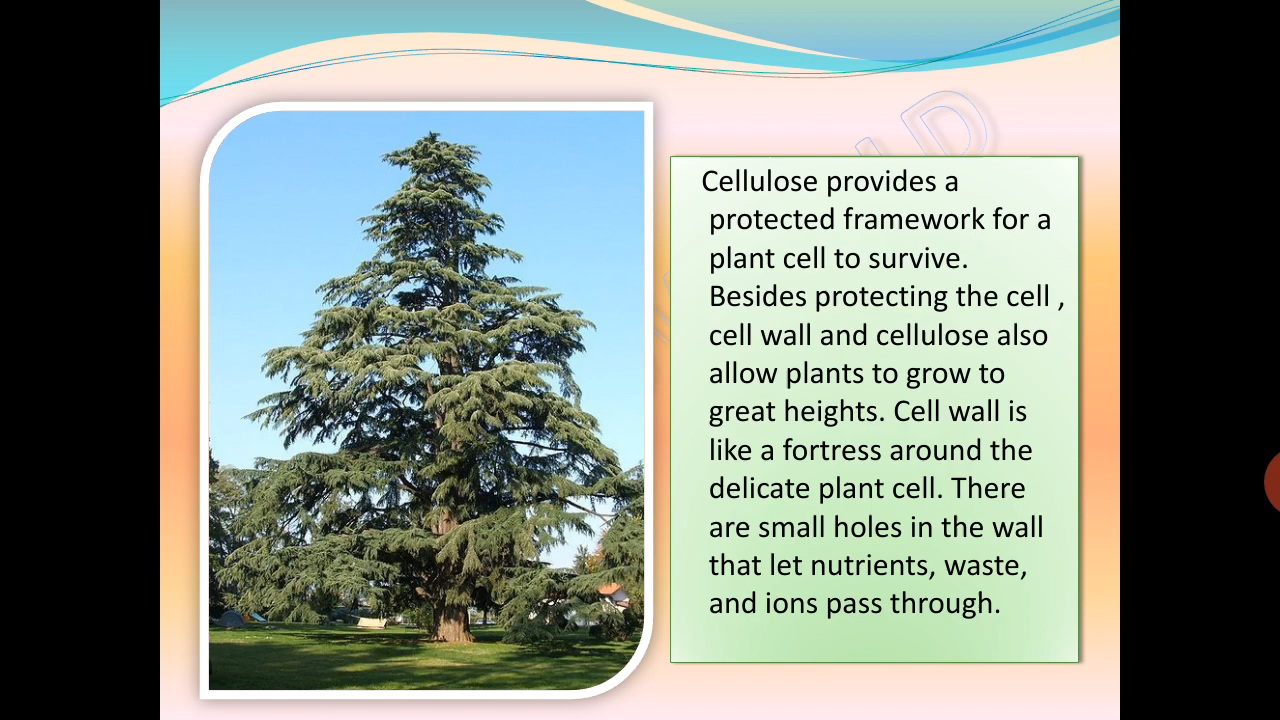 Cellulose provides a
protected framework for a
plant cell to survive.
Besides protecting the cell ,
cell wall and cellulose also
allow plants to grow to
great heights. Cell wall is
like a fortress around the
delicate plant cell. There
are small holes in the wall
that let nutrients, waste,
and ions pass through.